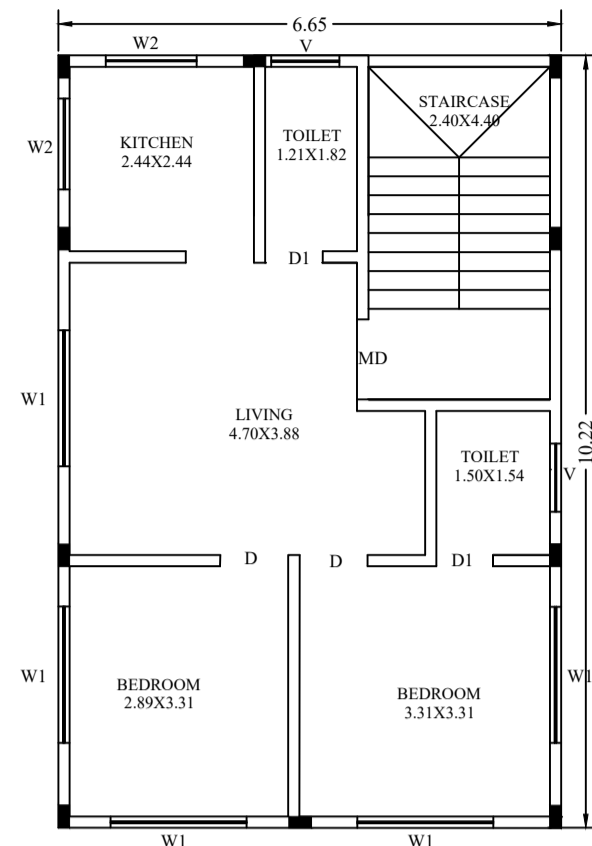 6.65
W2
V
STAIRCASE
2.40X4.40
TOILET
1.21X1.82
KITCHEN
2.44X2.44
W2
D1
MD
W1
LIVING
4.70X3.88
10.22
TOILET
1.50X1.54
V
D
D
D1
W1
BEDROOM
2.89X3.31
BEDROOM
3.31X3.31
W1
W1
W1